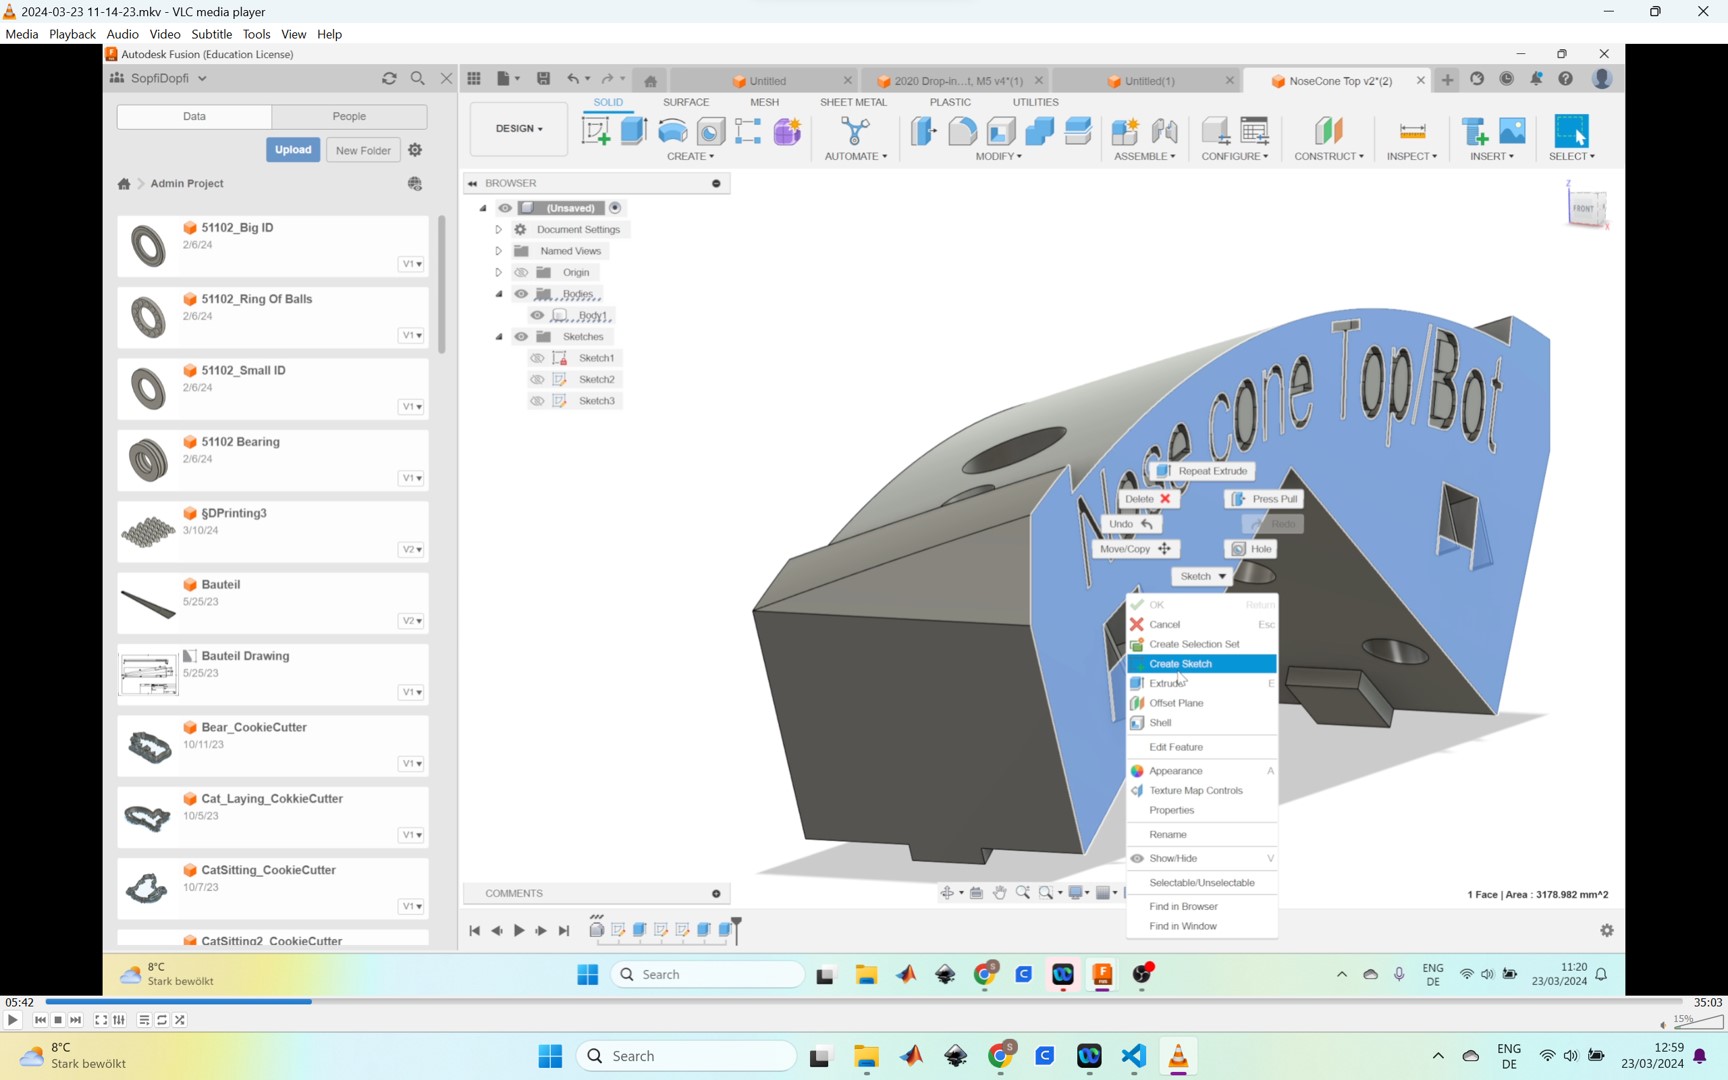 2024-03-23 11-14-23.mkv - VLC media player
Media Playback Audio Video Subtitle Tools View Help
Autodesk Fusion (Education License)
SopfiDopfi
Untitled
2020 Drop-in...t, M5 v4*(1)
Untitled(1)
NoseCone Top v2*(2)
Data
People
Upload
New Folder
Admin Project
DESIGN
SOLID
SURFACE
MESH
SHEET METAL
PLASTIC
UTILITIES
CREATE
AUTOMATE
MODIFY
ASSEMBLE
CONFIGURE
CONSTRUCT
INSPECT
INSERT
SELECT
51102_Big ID
2/6/24
V1
51102_Ring Of Balls
2/6/24
V1
51102_Small ID
2/6/24
V1
51102 Bearing
2/6/24
V1
§DPrinting3
3/10/24
V2
Bauteil
5/25/23
V2
Bauteil Drawing
5/25/23
V1
Bear_CookieCutter
10/11/23
V1
Cat_Laying_CokkieCutter
10/5/23
V1
CatSitting_CookieCutter
10/7/23
V1
CatSitting2_CookieCutter
BROWSER
(Unsaved)
Document Settings
Named Views
Origin
Bodies
Body1
Sketches
Sketch1
Sketch2
Sketch3
Z
FRONT
X
Nose cone Top/Bot
Repeat Extrude
Delete
Press Pull
Undo
Redo
Move/Copy
Hole
Sketch
OK Return
Cancel Esc
Create Selection Set
Create Sketch
Extrude E
Offset Plane
Shell
Edit Feature
Appearance A
Texture Map Controls
Properties
Rename
Show/Hide V
Selectable/Unselectable
Find in Browser
Find in Window
COMMENTS
1 Face | Area : 3178.982 mm^2
8°C
Stark bewölkt
Search
ENG
DE
11:20
23/03/2024
05:42
35:03
15%
8°C
Stark bewölkt
Search
ENG
DE
12:59
23/03/2024